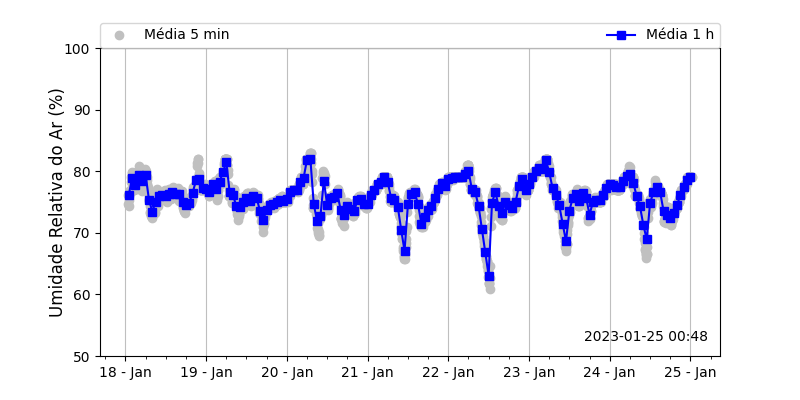 Média 5 min
Média 1 h
Umidade Relativa do Ar (%)
100
90
80
70
60
50
2023-01-25 00:48
18 - Jan
19 - Jan
20 - Jan
21 - Jan
22 - Jan
23 - Jan
24 - Jan
25 - Jan